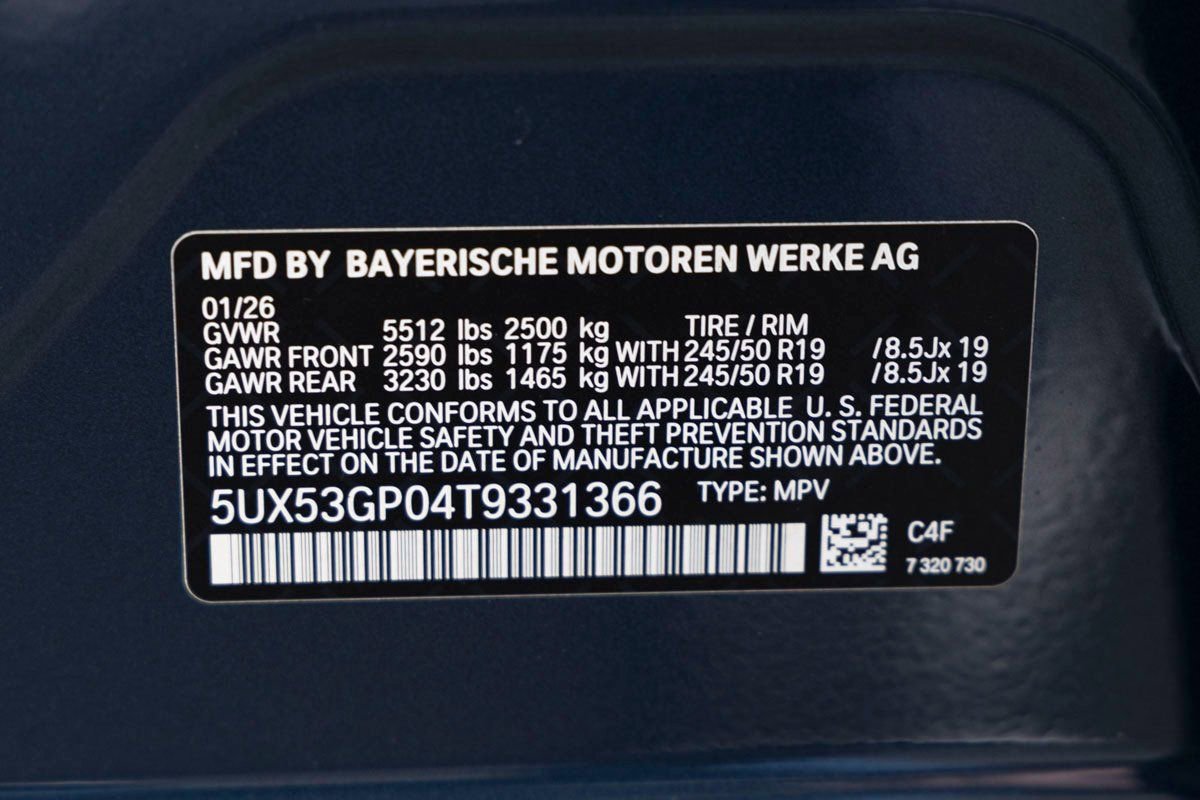 MFD BY BAYERISCHE MOTOREN WERKE AG
01/26
GVWR 5512 lbs 2500 kg TIRE / RIM
GAWR FRONT 2590 lbs 1175 kg WITH 245/50 R19 /8.5Jx 19
GAWR REAR 3230 lbs 1465 kg WITH 245/50 R19 /8.5Jx 19
THIS VEHICLE CONFORMS TO ALL APPLICABLE U. S. FEDERAL
MOTOR VEHICLE SAFETY AND THEFT PREVENTION STANDARDS
IN EFFECT ON THE DATE OF MANUFACTURE SHOWN ABOVE.
5UX53GP04T9331366 TYPE: MPV
C4F
7 320 730